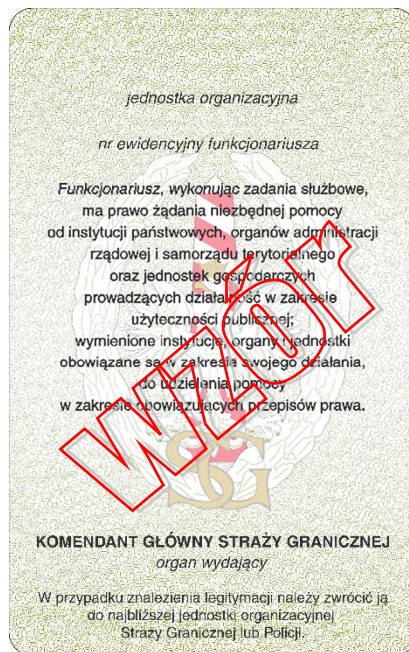 jednostka organizacyjna
nr ewidencyjny funkcjonariusza
Funkcjonariusz, wykonując zadania służbowe,
ma prawo żądania niezbędnej pomocy
od instytucji państwowych, organów administracji
rządowej i samorządu terytorialnego
oraz jednostek gospodarczych
prowadzących działalność w zakresie
użyteczności publicznej;
wymienione instytucje, organy i jednostki
obowiązane są w zakresie swojego działania,
do udzielenia pomocy
w zakresie obowiązujących przepisów prawa.
Wzór
SG
KOMENDANT GŁÓWNY STRAŻY GRANICZNEJ
organ wydający
W przypadku znalezienia legitymacji należy zwrócić ją
do najbliższej jednostki organizacyjnej
Straży Granicznej lub Policji.